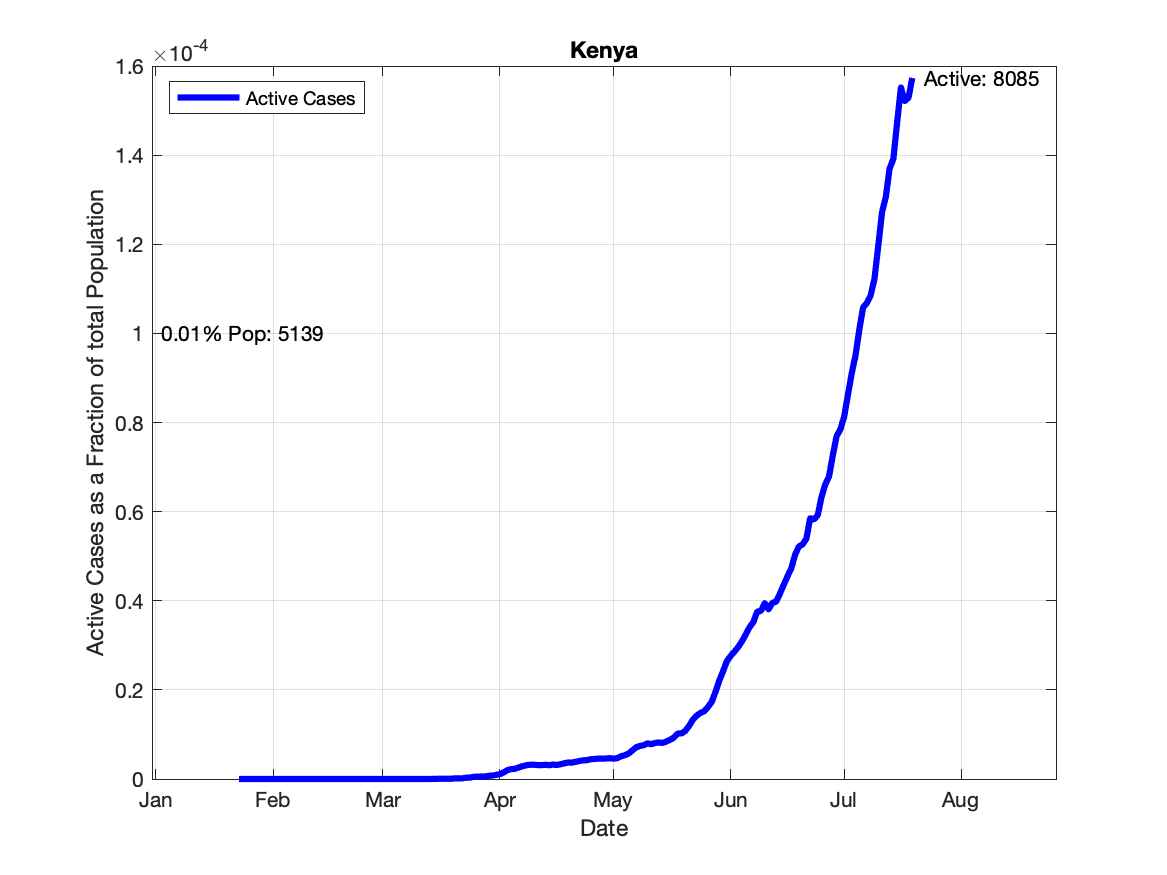 Kenya
×10⁻⁴
Active Cases
Active: 8085
0.01% Pop: 5139
1.6
1.4
1.2
1
0.8
0.6
0.4
0.2
0
Active Cases as a Fraction of total Population
Jan Feb Mar Apr May Jun Jul Aug
Date